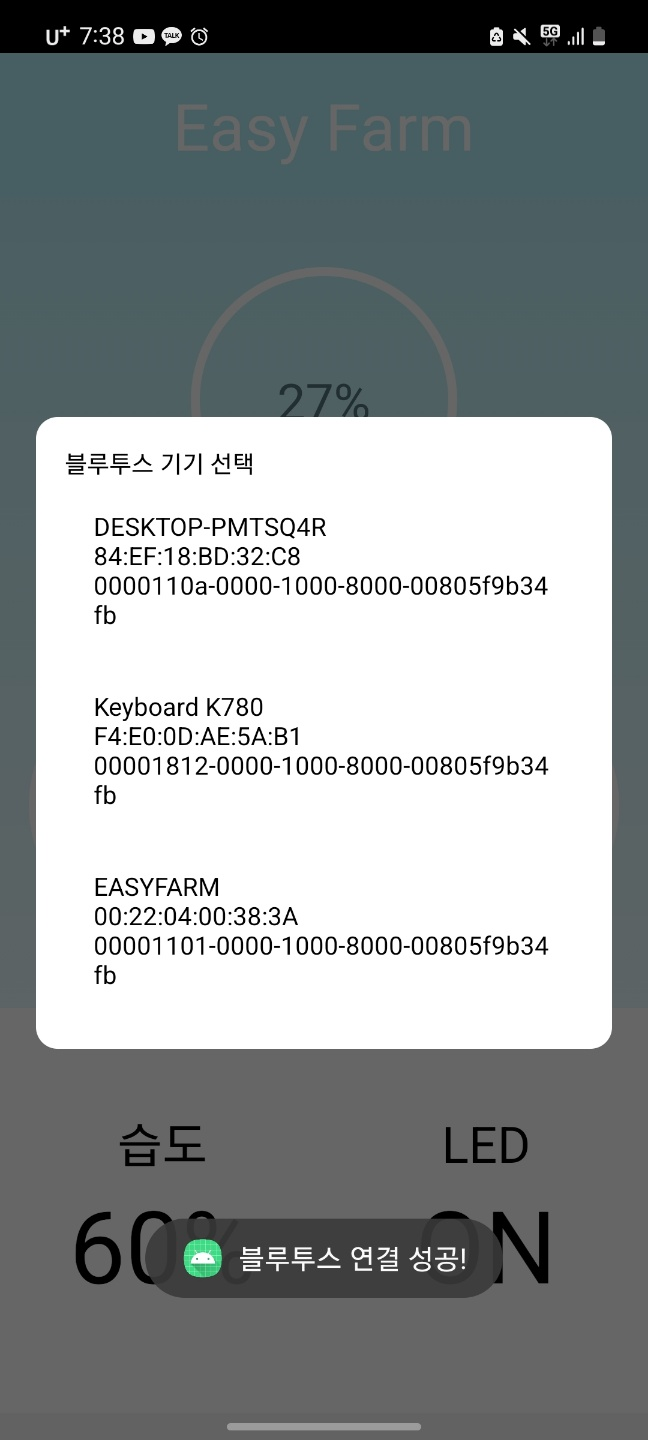 U+ 7:38 TALK 5G
Easy Farm
27%
블루투스 기기 선택
DESKTOP-PMTSQ4R
84:EF:18:BD:32:C8
0000110a-0000-1000-8000-00805f9b34
fb
Keyboard K780
F4:E0:0D:AE:5A:B1
00001812-0000-1000-8000-00805f9b34
fb
EASYFARM
00:22:04:00:38:3A
00001101-0000-1000-8000-00805f9b34
fb
습도 LED
60% ON
블루투스 연결 성공!